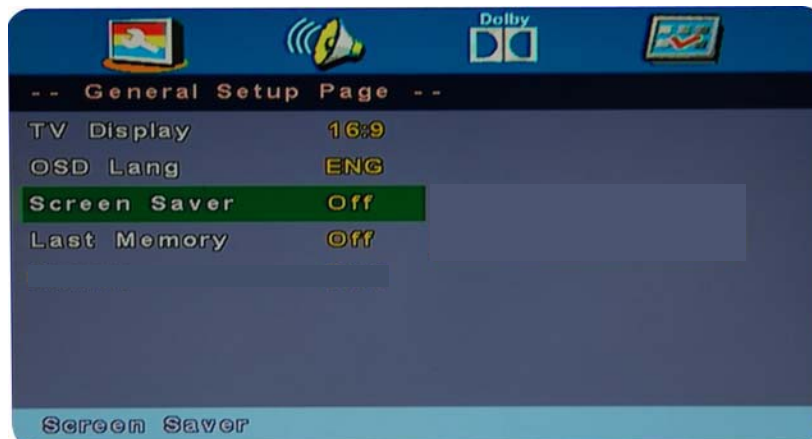 Dolby
-- General Setup Page --
TV Display 16:9
OSD Lang ENG
Screen Saver Off
Last Memory Off
Screen Saver